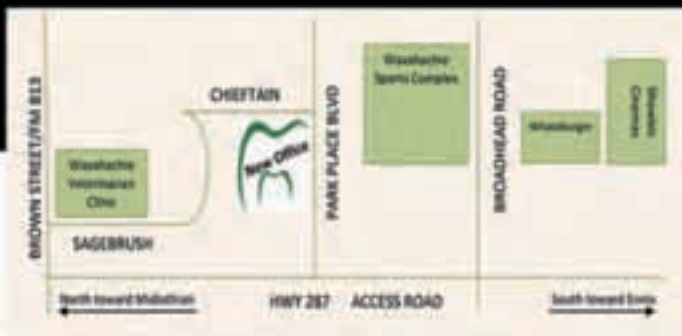 BROWN STREET/FM 813
Waxahachie
Veterinarian
Clinic
SAGEBRUSH
CHIEFTAIN
New Office
PARK PLACE BLVD
Waxahachie
Sports Complex
BROADHEAD ROAD
Whataburger
Cinemas
North toward Midlothian
HWY 287 ACCESS ROAD
South toward Ennis